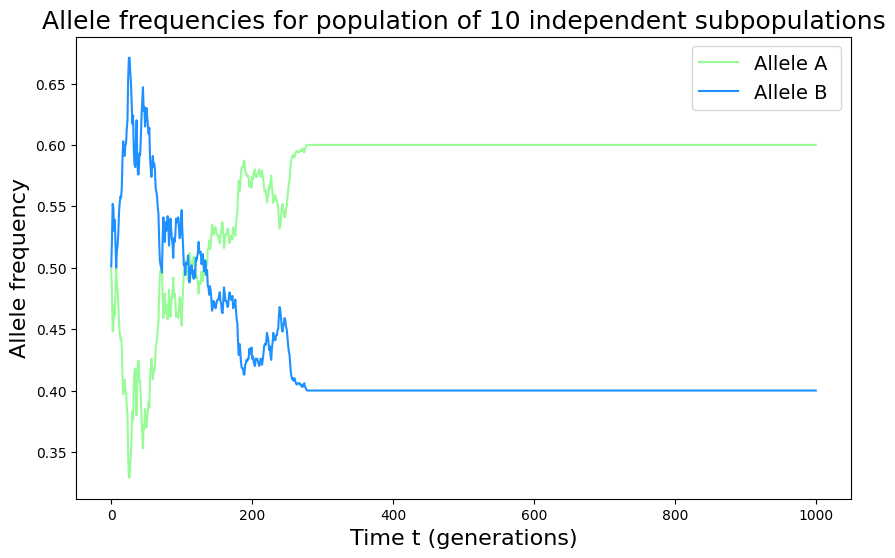 Allele frequencies for population of 10 independent subpopulations
Allele A
Allele B
Allele frequency
0.65
0.60
0.55
0.50
0.45
0.40
0.35
0
200
400
600
800
1000
Time t (generations)